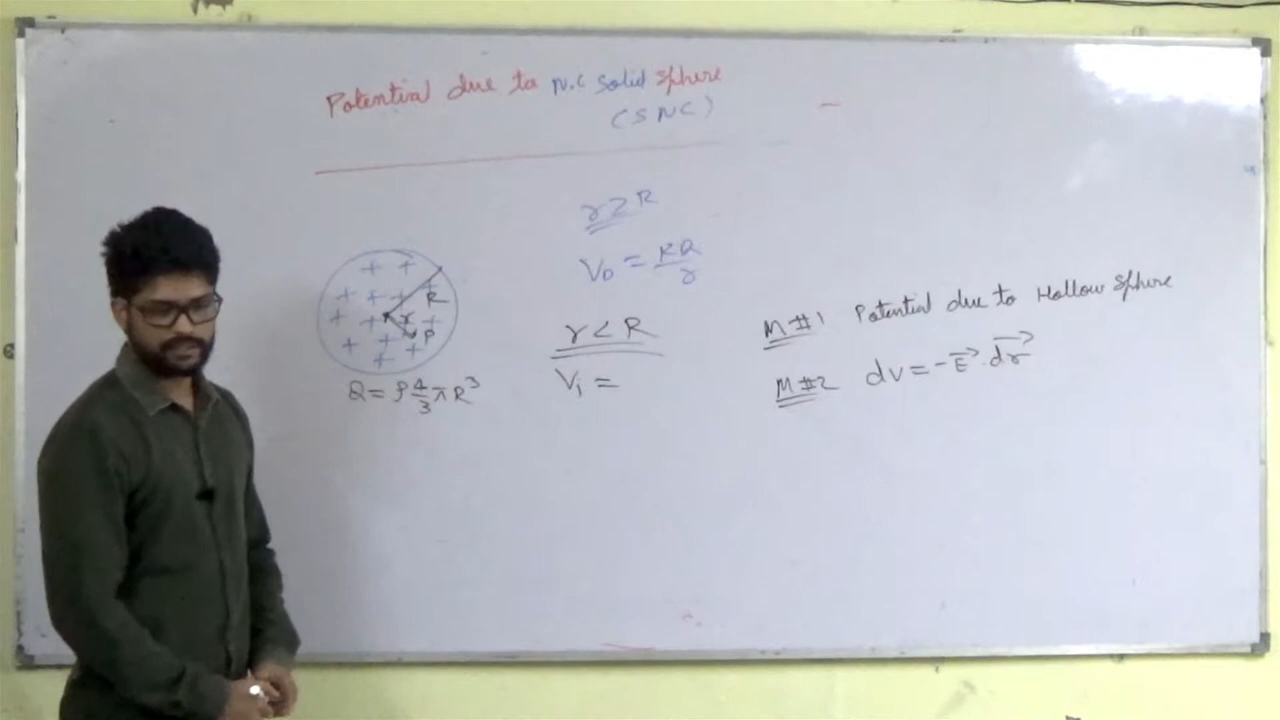 Potential due to N.C Solid Sphere
(SNC)
r ≥ R
V₀ = KQ/r
+ + + + + + + + + + + + + +
R
r
P
Q = ρ 4/3 π R³
r < R
Vᵢ =
M#1 Potential due to Hollow Sphere
M#2 dv = -E⃗ . dr⃗